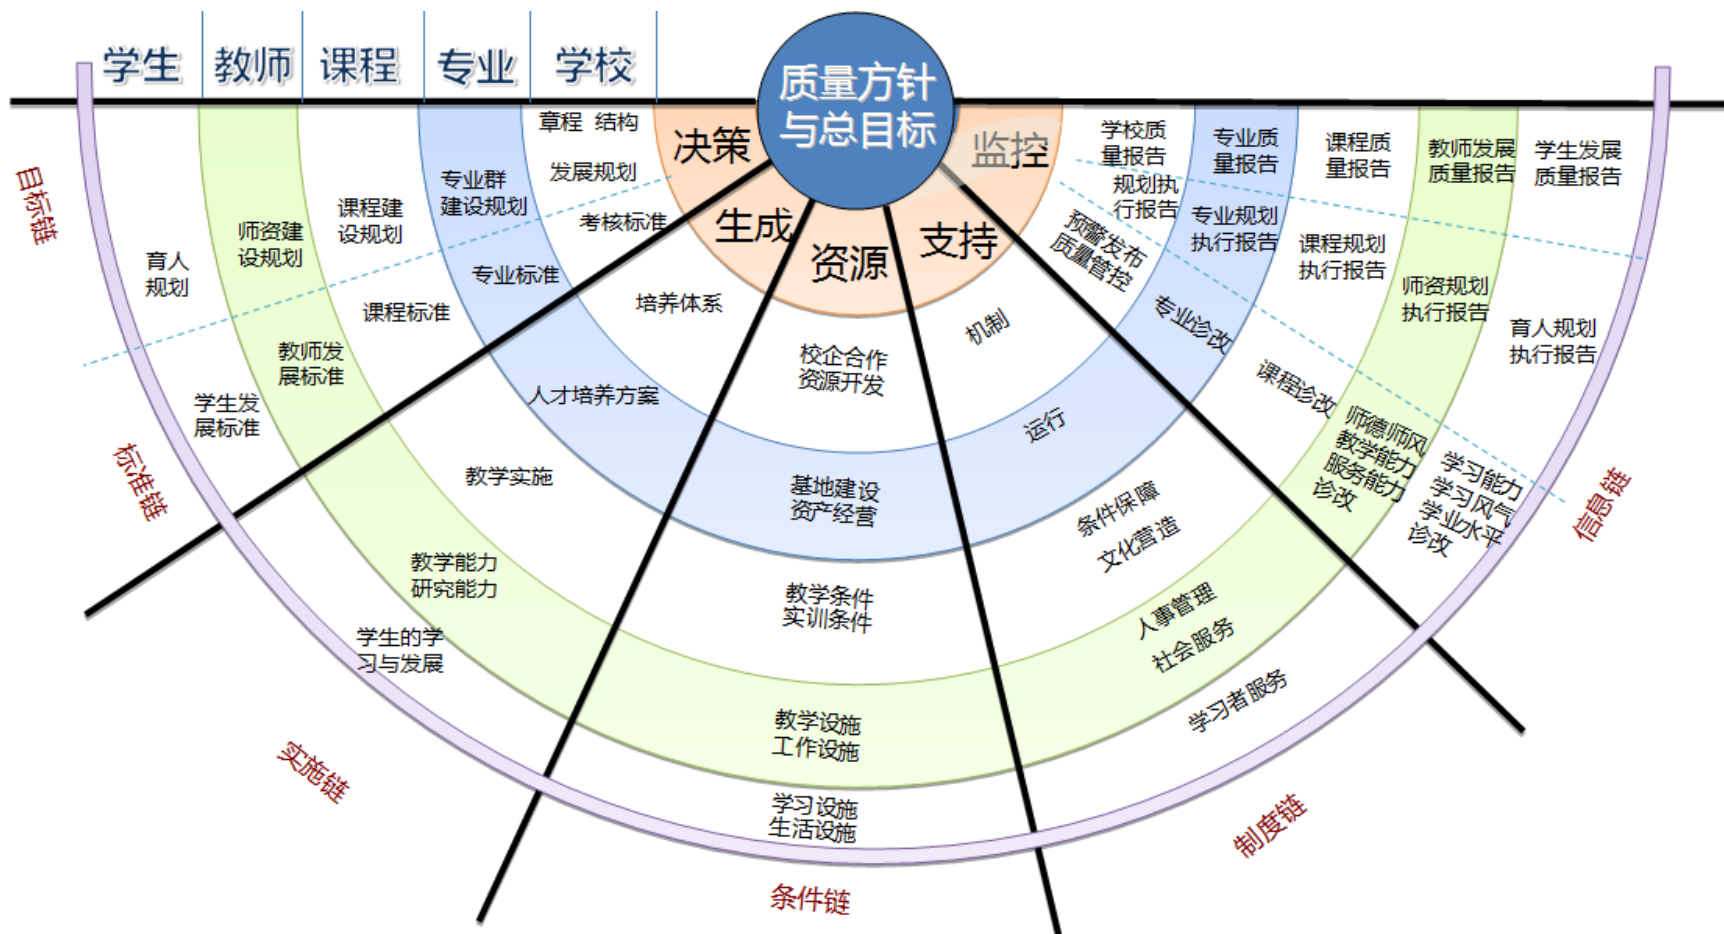 学生
教师
课程
专业
学校
质量方针
与总目标
决策
生成
资源
支持
监控
章程 结构
发展规划
考核标准
专业群
建设规划
专业标准
课程建
设规划
课程标准
师资建
设规划
教师发
展标准
育人
规划
学生发
展标准
目标链
标准链
培养体系
人才培养方案
教学实施
教学能力
研究能力
学生的学
习与发展
实施链
校企合作
资源开发
基地建设
资产经营
教学条件
实训条件
教学设施
工作设施
学习设施
生活设施
条件链
机制
运行
条件保障
文化营造
人事管理
社会服务
学习者服务
制度链
学校质
量报告
规划执
行报告
预警发布
质量管控
专业质
量报告
专业规划
执行报告
专业诊改
课程质
量报告
课程规划
执行报告
课程诊改
教师发展
质量报告
师资规划
执行报告
师德师风
教学能力
服务能力
诊改
学生发展
质量报告
育人规划
执行报告
学习能力
学习风气
学业水平
诊改
信息链